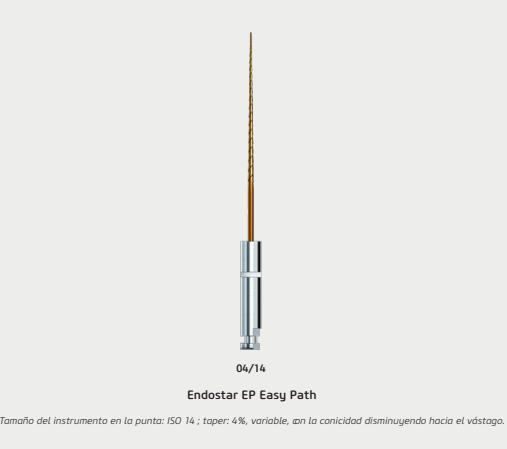 04/14
Endostar EP Easy Path
Tamaño del instrumento en la punta: ISO 14 ; taper: 4%, variable, con la conicidad disminuyendo hacia el vástago.